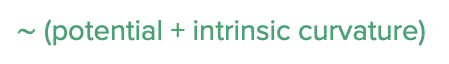 ~ (potential + intrinsic curvature)